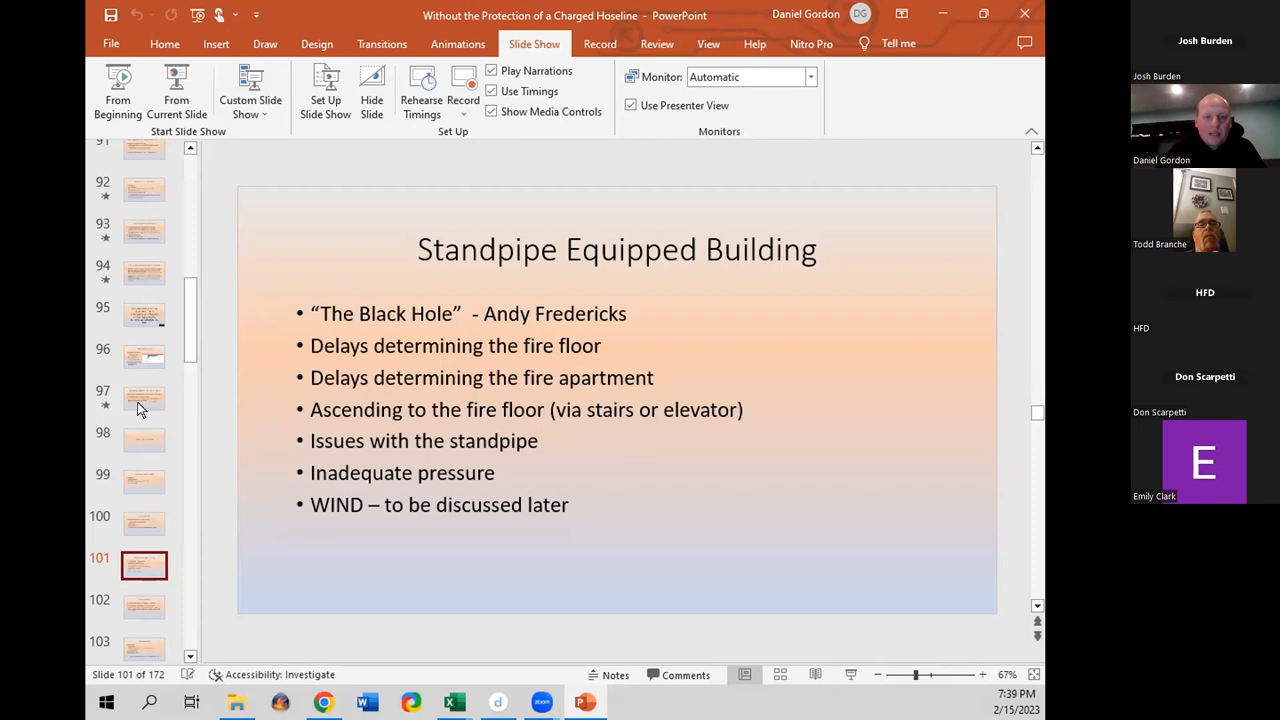 Without the Protection of a Charged Hoseline - PowerPoint
Daniel Gordon
DG
File
Home
Insert
Draw
Design
Transitions
Animations
Slide Show
Record
Review
View
Help
Nitro Pro
Tell me
From Beginning
From Current Slide
Custom Slide Show
Start Slide Show
Set Up Slide Show
Hide Slide
Rehearse Timings
Record
Play Narrations
Use Timings
Show Media Controls
Set Up
Monitor:
Automatic
Use Presenter View
Monitors
91
92
93
94
95
96
97
98
99
100
101
102
103
Standpipe Equipped Building
• “The Black Hole” - Andy Fredericks
• Delays determining the fire floor
• Delays determining the fire apartment
• Ascending to the fire floor (via stairs or elevator)
• Issues with the standpipe
• Inadequate pressure
• WIND – to be discussed later
Slide 101 of 172
Accessibility: Investigate
Notes
Comments
67%
7:39 PM
2/15/2023
Josh Burden
Josh Burden
Daniel Gordon
Todd Branche
HFD
HFD
Don Scarpetti
Don Scarpetti
E
Emily Clark